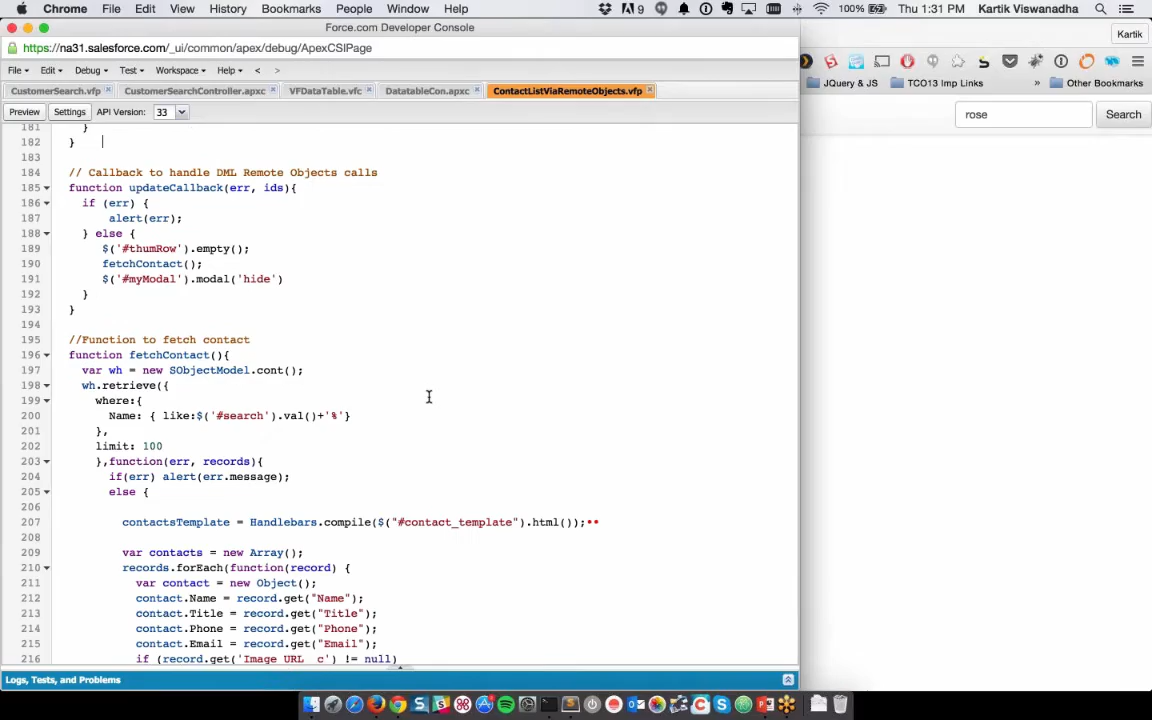 Chrome File Edit View History Bookmarks People Window Help 9 100% Thu 1:31 PM Kartik Viswanadha
Force.com Developer Console
Kartik
https://na31.salesforce.com/_ui/common/apex/debug/ApexCSIPage
File Edit Debug Test Workspace Help < >
JQuery & JS TCO13 Imp Links » Other Bookmarks
CustomerSearch.vfp CustomerSearchController.apxc VFDataTable.vfc DatatableCon.apxc ContactListViaRemoteObjects.vfp
Preview Settings API Version: 33
rose Search
181 }
182 }
183
184 // Callback to handle DML Remote Objects calls
185 function updateCallback(err, ids){
186 if (err) {
187 alert(err);
188 } else {
189 $('#thumRow').empty();
190 fetchContact();
191 $('#myModal').modal('hide')
192 }
193 }
194
195 //Function to fetch contact
196 function fetchContact(){
197 var wh = new SObjectModel.cont();
198 wh.retrieve({
199 where:{
200 Name: { like:$('#search').val()+'%'}
201 },
202 limit: 100
203 },function(err, records){
204 if(err) alert(err.message);
205 else {
206
207 contactsTemplate = Handlebars.compile($("#contact_template").html());••
208
209 var contacts = new Array();
210 records.forEach(function(record) {
211 var contact = new Object();
212 contact.Name = record.get("Name");
213 contact.Title = record.get("Title");
214 contact.Phone = record.get("Phone");
215 contact.Email = record.get("Email");
216 if (record.get('Image URL c') != null)
Logs, Tests, and Problems